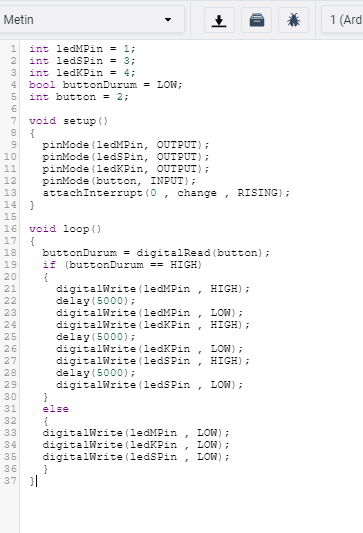 Metin
1 (Ard
1 int ledMPin = 1;
2 int ledSPin = 3;
3 int ledKPin = 4;
4 bool buttonDurum = LOW;
5 int button = 2;
6
7 void setup()
8 {
9   pinMode(ledMPin, OUTPUT);
10   pinMode(ledSPin, OUTPUT);
11   pinMode(ledKPin, OUTPUT);
12   pinMode(button, INPUT);
13   attachInterrupt(0 , change , RISING);
14 }
15
16 void loop()
17 {
18   buttonDurum = digitalRead(button);
19   if (buttonDurum == HIGH)
20   {
21     digitalWrite(ledMPin , HIGH);
22     delay(5000);
23     digitalWrite(ledMPin , LOW);
24     digitalWrite(ledKPin , HIGH);
25     delay(5000);
26     digitalWrite(ledKPin , LOW);
27     digitalWrite(ledSPin , HIGH);
28     delay(5000);
29     digitalWrite(ledSPin , LOW);
30   }
31   else
32   {
33   digitalWrite(ledMPin , LOW);
34   digitalWrite(ledKPin , LOW);
35   digitalWrite(ledSPin , LOW);
36   }
37 }